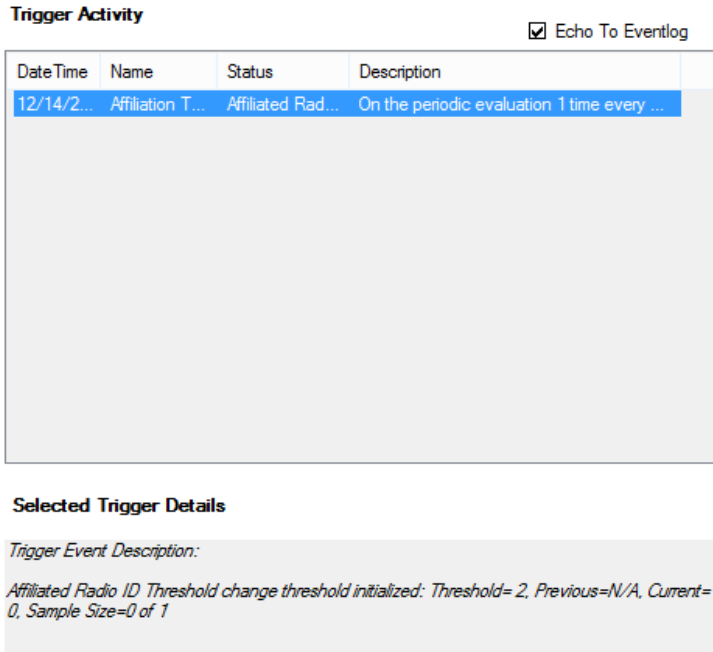 Trigger Activity
Echo To Eventlog
DateTime Name Status Description
12/14/2... Affiliation T... Affiliated Rad... On the periodic evaluation 1 time every ...
Selected Trigger Details
Trigger Event Description:
Affiliated Radio ID Threshold change threshold initialized: Threshold= 2, Previous=N/A, Current=
0, Sample Size=0 of 1